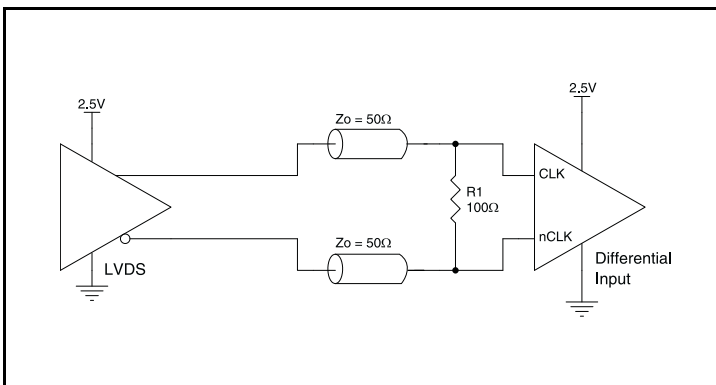 2.5V
2.5V
Zo = 50Ω
CLK
R1
100Ω
nCLK
Zo = 50Ω
LVDS
Differential
Input